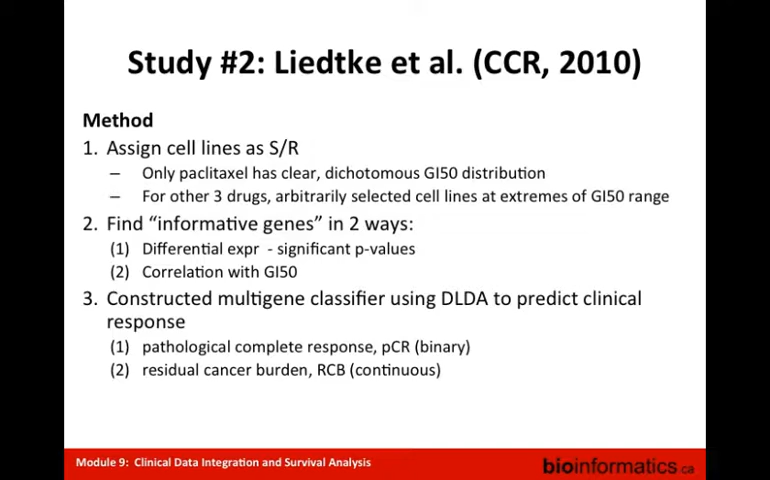 Study #2: Liedtke et al. (CCR, 2010)
Method
1. Assign cell lines as S/R
– Only paclitaxel has clear, dichotomous GI50 distribution
– For other 3 drugs, arbitrarily selected cell lines at extremes of GI50 range
2. Find “informative genes” in 2 ways:
(1) Differential expr - significant p-values
(2) Correlation with GI50
3. Constructed multigene classifier using DLDA to predict clinical
response
(1) pathological complete response, pCR (binary)
(2) residual cancer burden, RCB (continuous)
Module 9: Clinical Data Integration and Survival Analysis
bioinformatics.ca